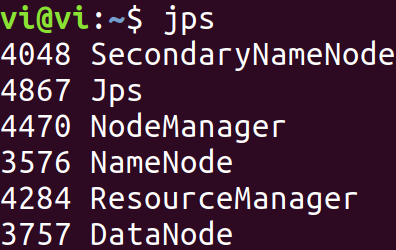 vi@vi:~$ jps
4048 SecondaryNameNode
4867 Jps
4470 NodeManager
3576 NameNode
4284 ResourceManager
3757 DataNode